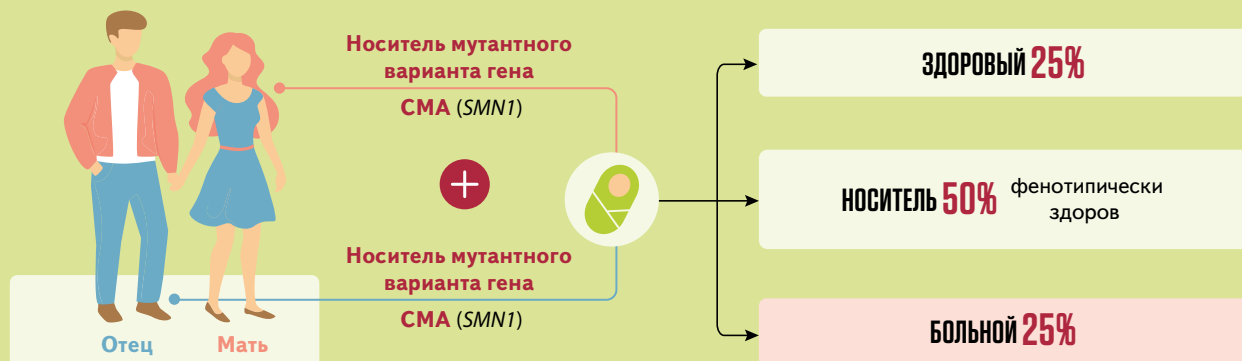 Носитель мутантного
варианта гена
СМА (SMN1)
Носитель мутантного
варианта гена
СМА (SMN1)
Отец
Мать
ЗДОРОВЫЙ 25%
НОСИТЕЛЬ 50% фенотипически
здоров
БОЛЬНОЙ 25%